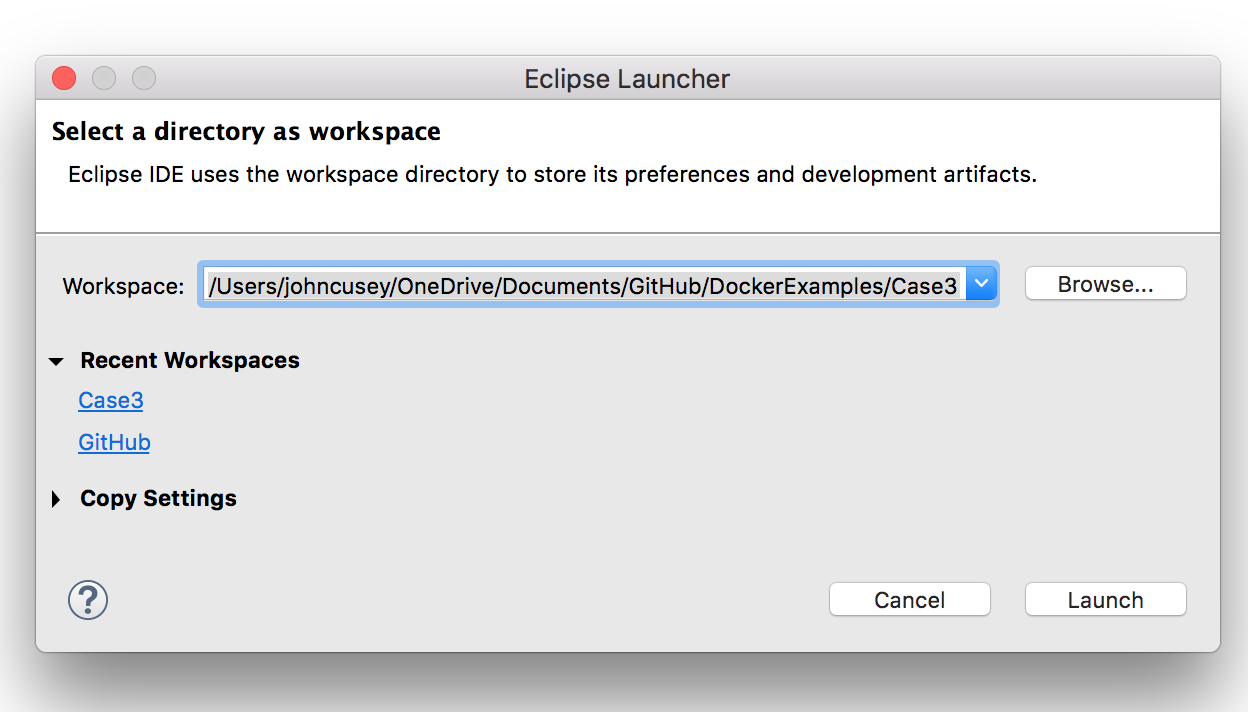 Eclipse Launcher
Select a directory as workspace
Eclipse IDE uses the workspace directory to store its preferences and development artifacts.
Workspace: /Users/johncusey/OneDrive/Documents/GitHub/DockerExamples/Case3 Browse...
Recent Workspaces
Case3
GitHub
Copy Settings
? Cancel Launch